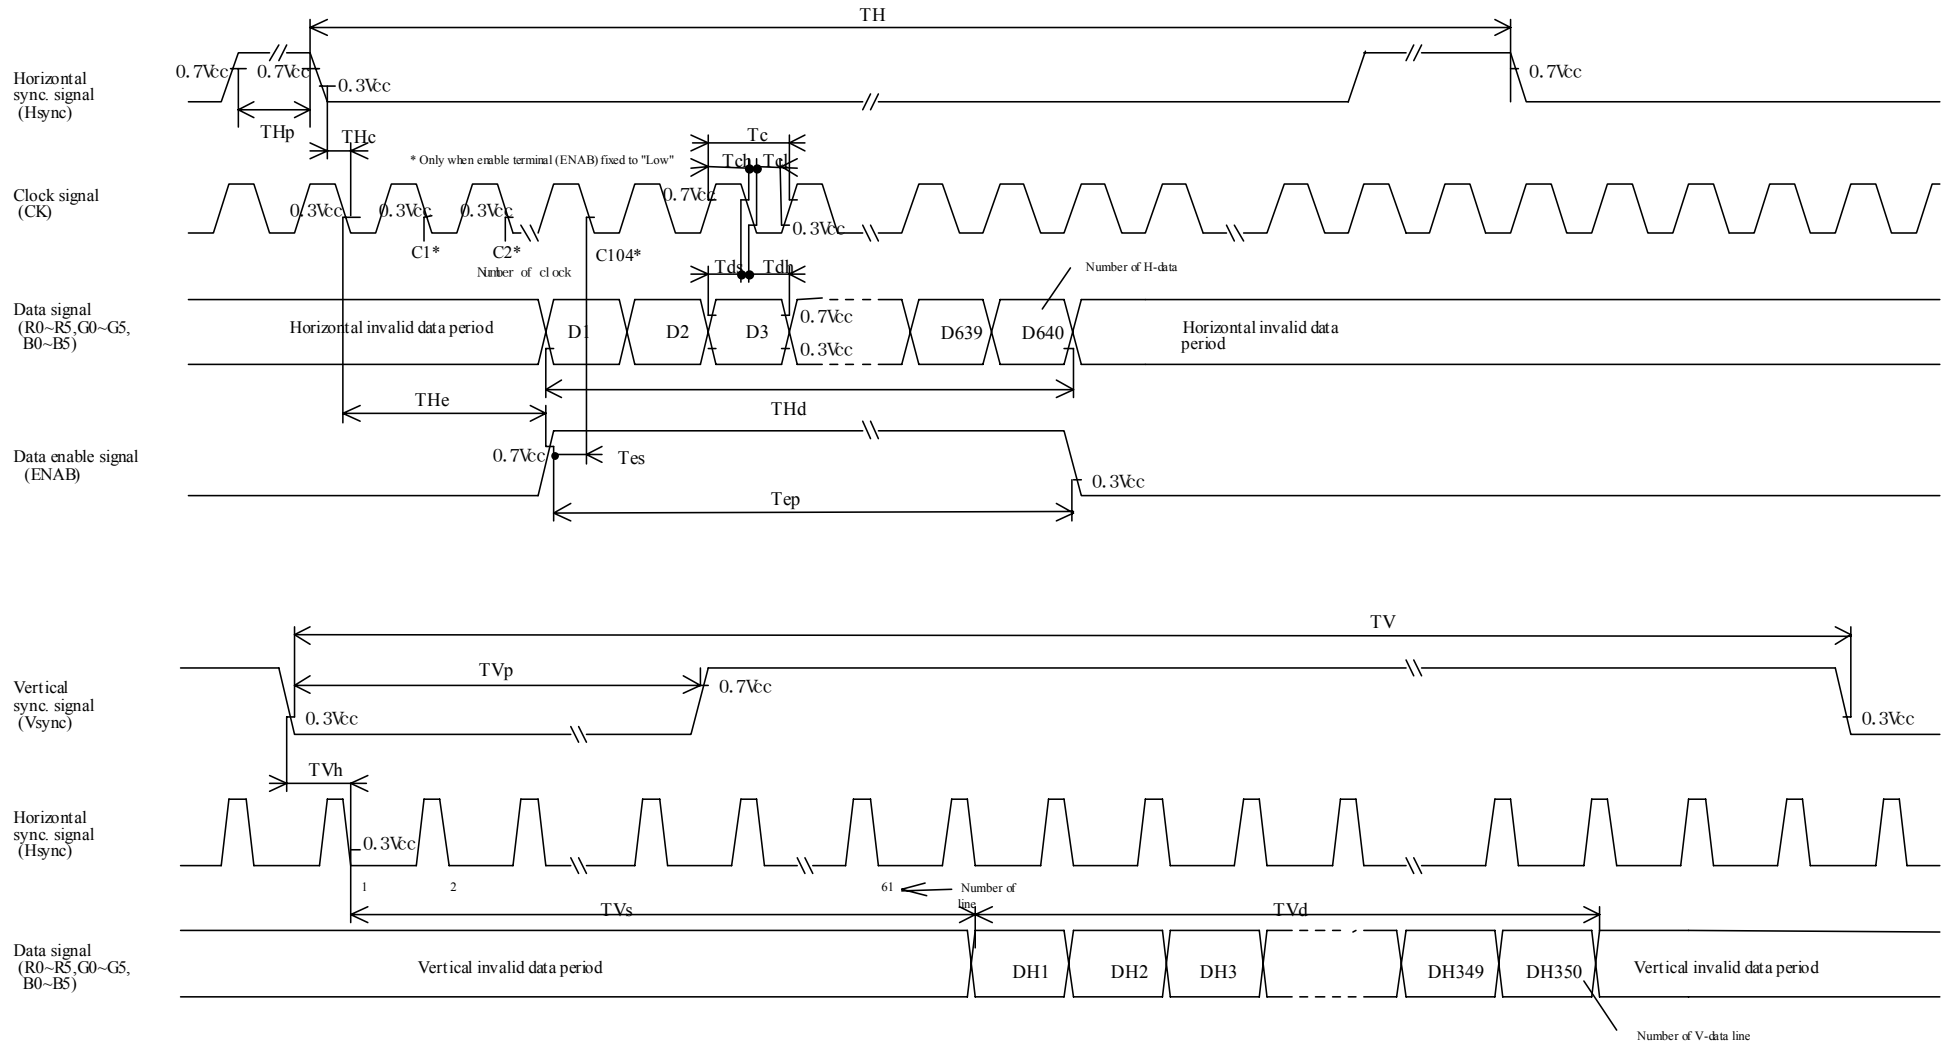 TH
Horizontal
sync. signal
(Hsync)
0.7Vcc
0.7Vcc
0.3Vcc
0.7Vcc
THp
THc
Tc
* Only when enable terminal (ENAB) fixed to "Low"
Tch
Tcl
Clock signal
(CK)
0.3Vcc
0.3Vcc
0.3Vcc
0.7Vcc
0.3Vcc
C1*
C2*
C104*
Number of clock
Tds
Tdh
Number of H-data
Data signal
(R0~R5,G0~G5,
B0~B5)
Horizontal invalid data period
D1
D2
D3
0.7Vcc
0.3Vcc
D639
D640
Horizontal invalid data
period
THe
THd
Data enable signal
(ENAB)
0.7Vcc
Tes
0.3Vcc
Tep
TV
TVp
Vertical
sync. signal
(Vsync)
0.3Vcc
0.7Vcc
0.3Vcc
TVh
Horizontal
sync. signal
(Hsync)
0.3Vcc
1
2
61
Number of
line
TVs
TVd
Data signal
(R0~R5,G0~G5,
B0~B5)
Vertical invalid data period
DH1
DH2
DH3
DH349
DH350
Vertical invalid data period
Number of V-data line